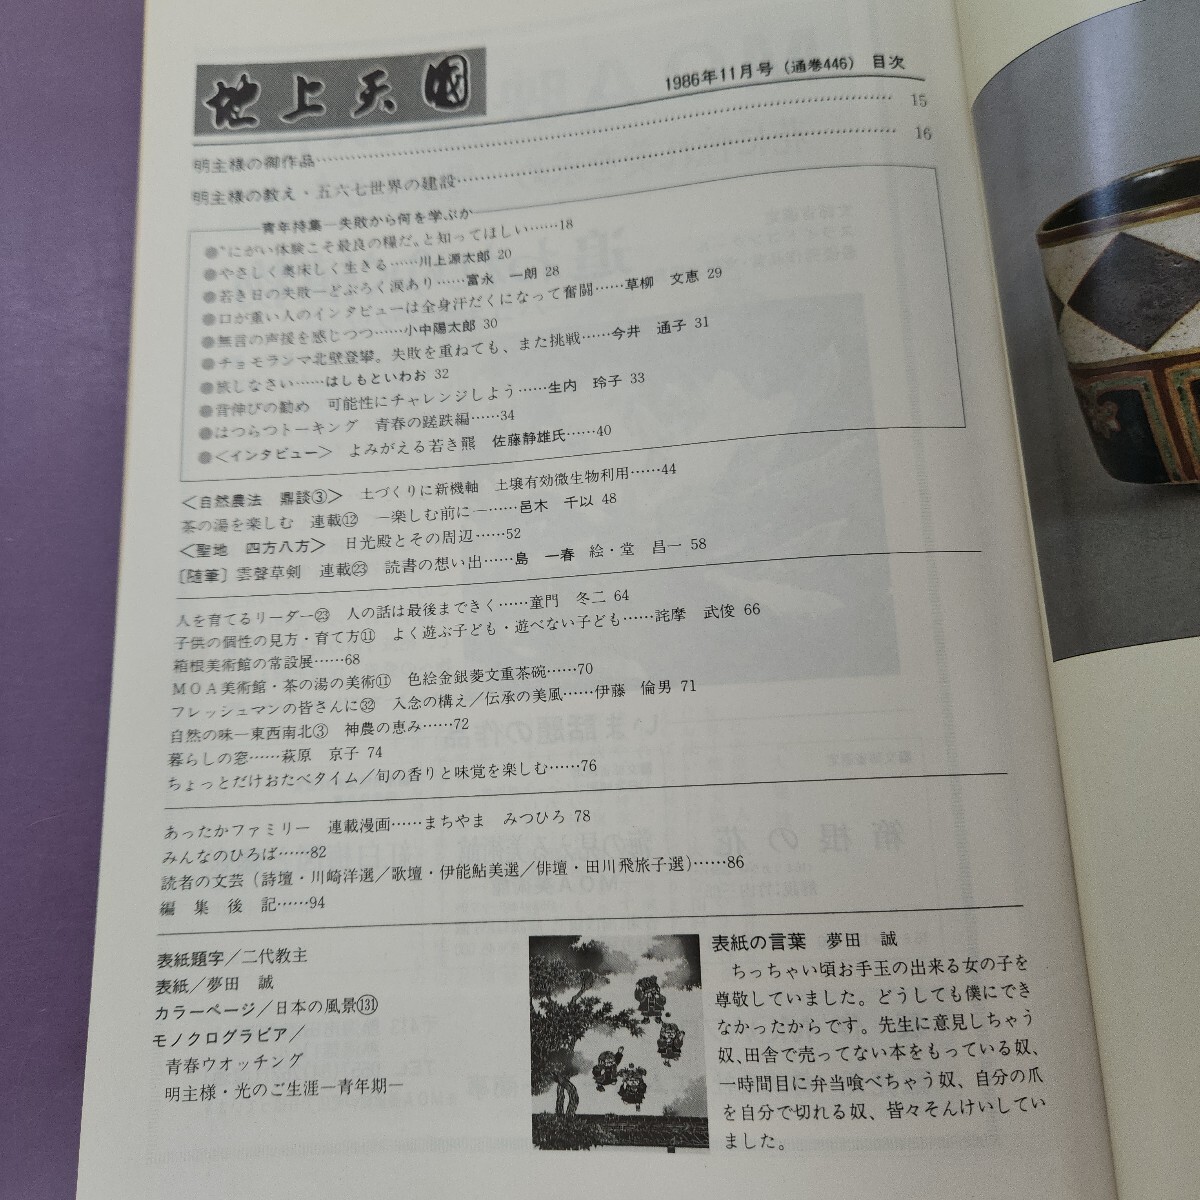 地上天國
1986年11月号（通巻446） 目次
明主様の御作品……………………………15
明主様の教え・五六七世界の建設……………………………16
青年特集―失敗から何を学ぶか
●〝にがい体験こそ最良の糧だ〟と知ってほしい……18
●やさしく奥床しく生きる……川上源太郎 20
●若き日の失敗―どぶろく涙あり……富永 一朗 28
●口が重い人のインタビューは全身汗だくになって奮闘……草柳 文恵 29
●無言の声援を感じつつ……小中陽太郎 30
●チョモランマ北壁登攀。失敗を重ねても、また挑戦……今井 通子 31
●旅しなさい……はしもといわお 32
●背伸びの勧め 可能性にチャレンジしよう……生内 玲子 33
●はつらつトーキング 青春の蹉跌編……34
●＜インタビュー＞ よみがえる若き羆 佐藤静雄氏……40
＜自然農法 鼎談③＞ 土づくりに新機軸 土壌有効微生物利用……44
茶の湯を楽しむ 連載⑫ ―楽しむ前に―……邑木 千以 48
＜聖地 四方八方＞ 日光殿とその周辺……52
〔随筆〕雲聲草剣 連載㉓ 読書の想い出……島 一春 絵・堂 昌一 58
人を育てるリーダー㉓ 人の話は最後まできく……童門 冬二 64
子供の個性の見方・育て方⑪ よく遊ぶ子ども・遊べない子ども……詫摩 武俊 66
箱根美術館の常設展……68
MOA美術館・茶の湯の美術⑪ 色絵金銀菱文重茶碗……70
フレッシュマンの皆さんに㉜ 入念の構え／伝承の美風……伊藤 倫男 71
自然の味―東西南北③ 神農の恵み……72
暮らしの窓……萩原 京子 74
ちょっとだけおたべタイム／旬の香りと味覚を楽しむ……76
あったかファミリー 連載漫画……まちやま みつひろ 78
みんなのひろば……82
読者の文芸（詩壇・川崎洋選／歌壇・伊能鮎美選／俳壇・田川飛旅子選）……86
編集後記……94
表紙題字／二代教主
表紙／夢田 誠
カラーページ／日本の風景(131)
モノクログラビア／
青春ウオッチング
明主様・光のご生涯―青年期―
表紙の言葉 夢田 誠
ちっちゃい頃お手玉の出来る女の子を
尊敬していました。どうしても僕にでき
なかったからです。先生に意見しちゃう
奴、田舎で売ってない本をもっている奴、
一時間目に弁当喰べちゃう奴、自分の爪
を自分で切れる奴、皆々そんけいしてい
ました。